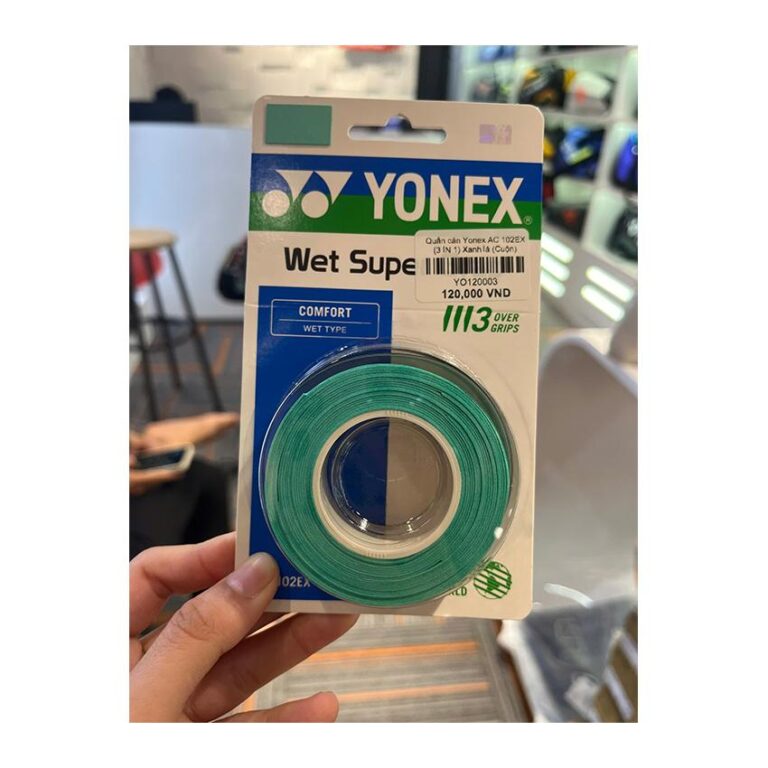 YONEX®
Wet Supe
Quấn cán Yonex AC 102EX
(3 IN 1) Xanh lá (Cuộn)
YO120003
120,000 VND
COMFORT
WET TYPE
3 OVER
GRIPS
102EX